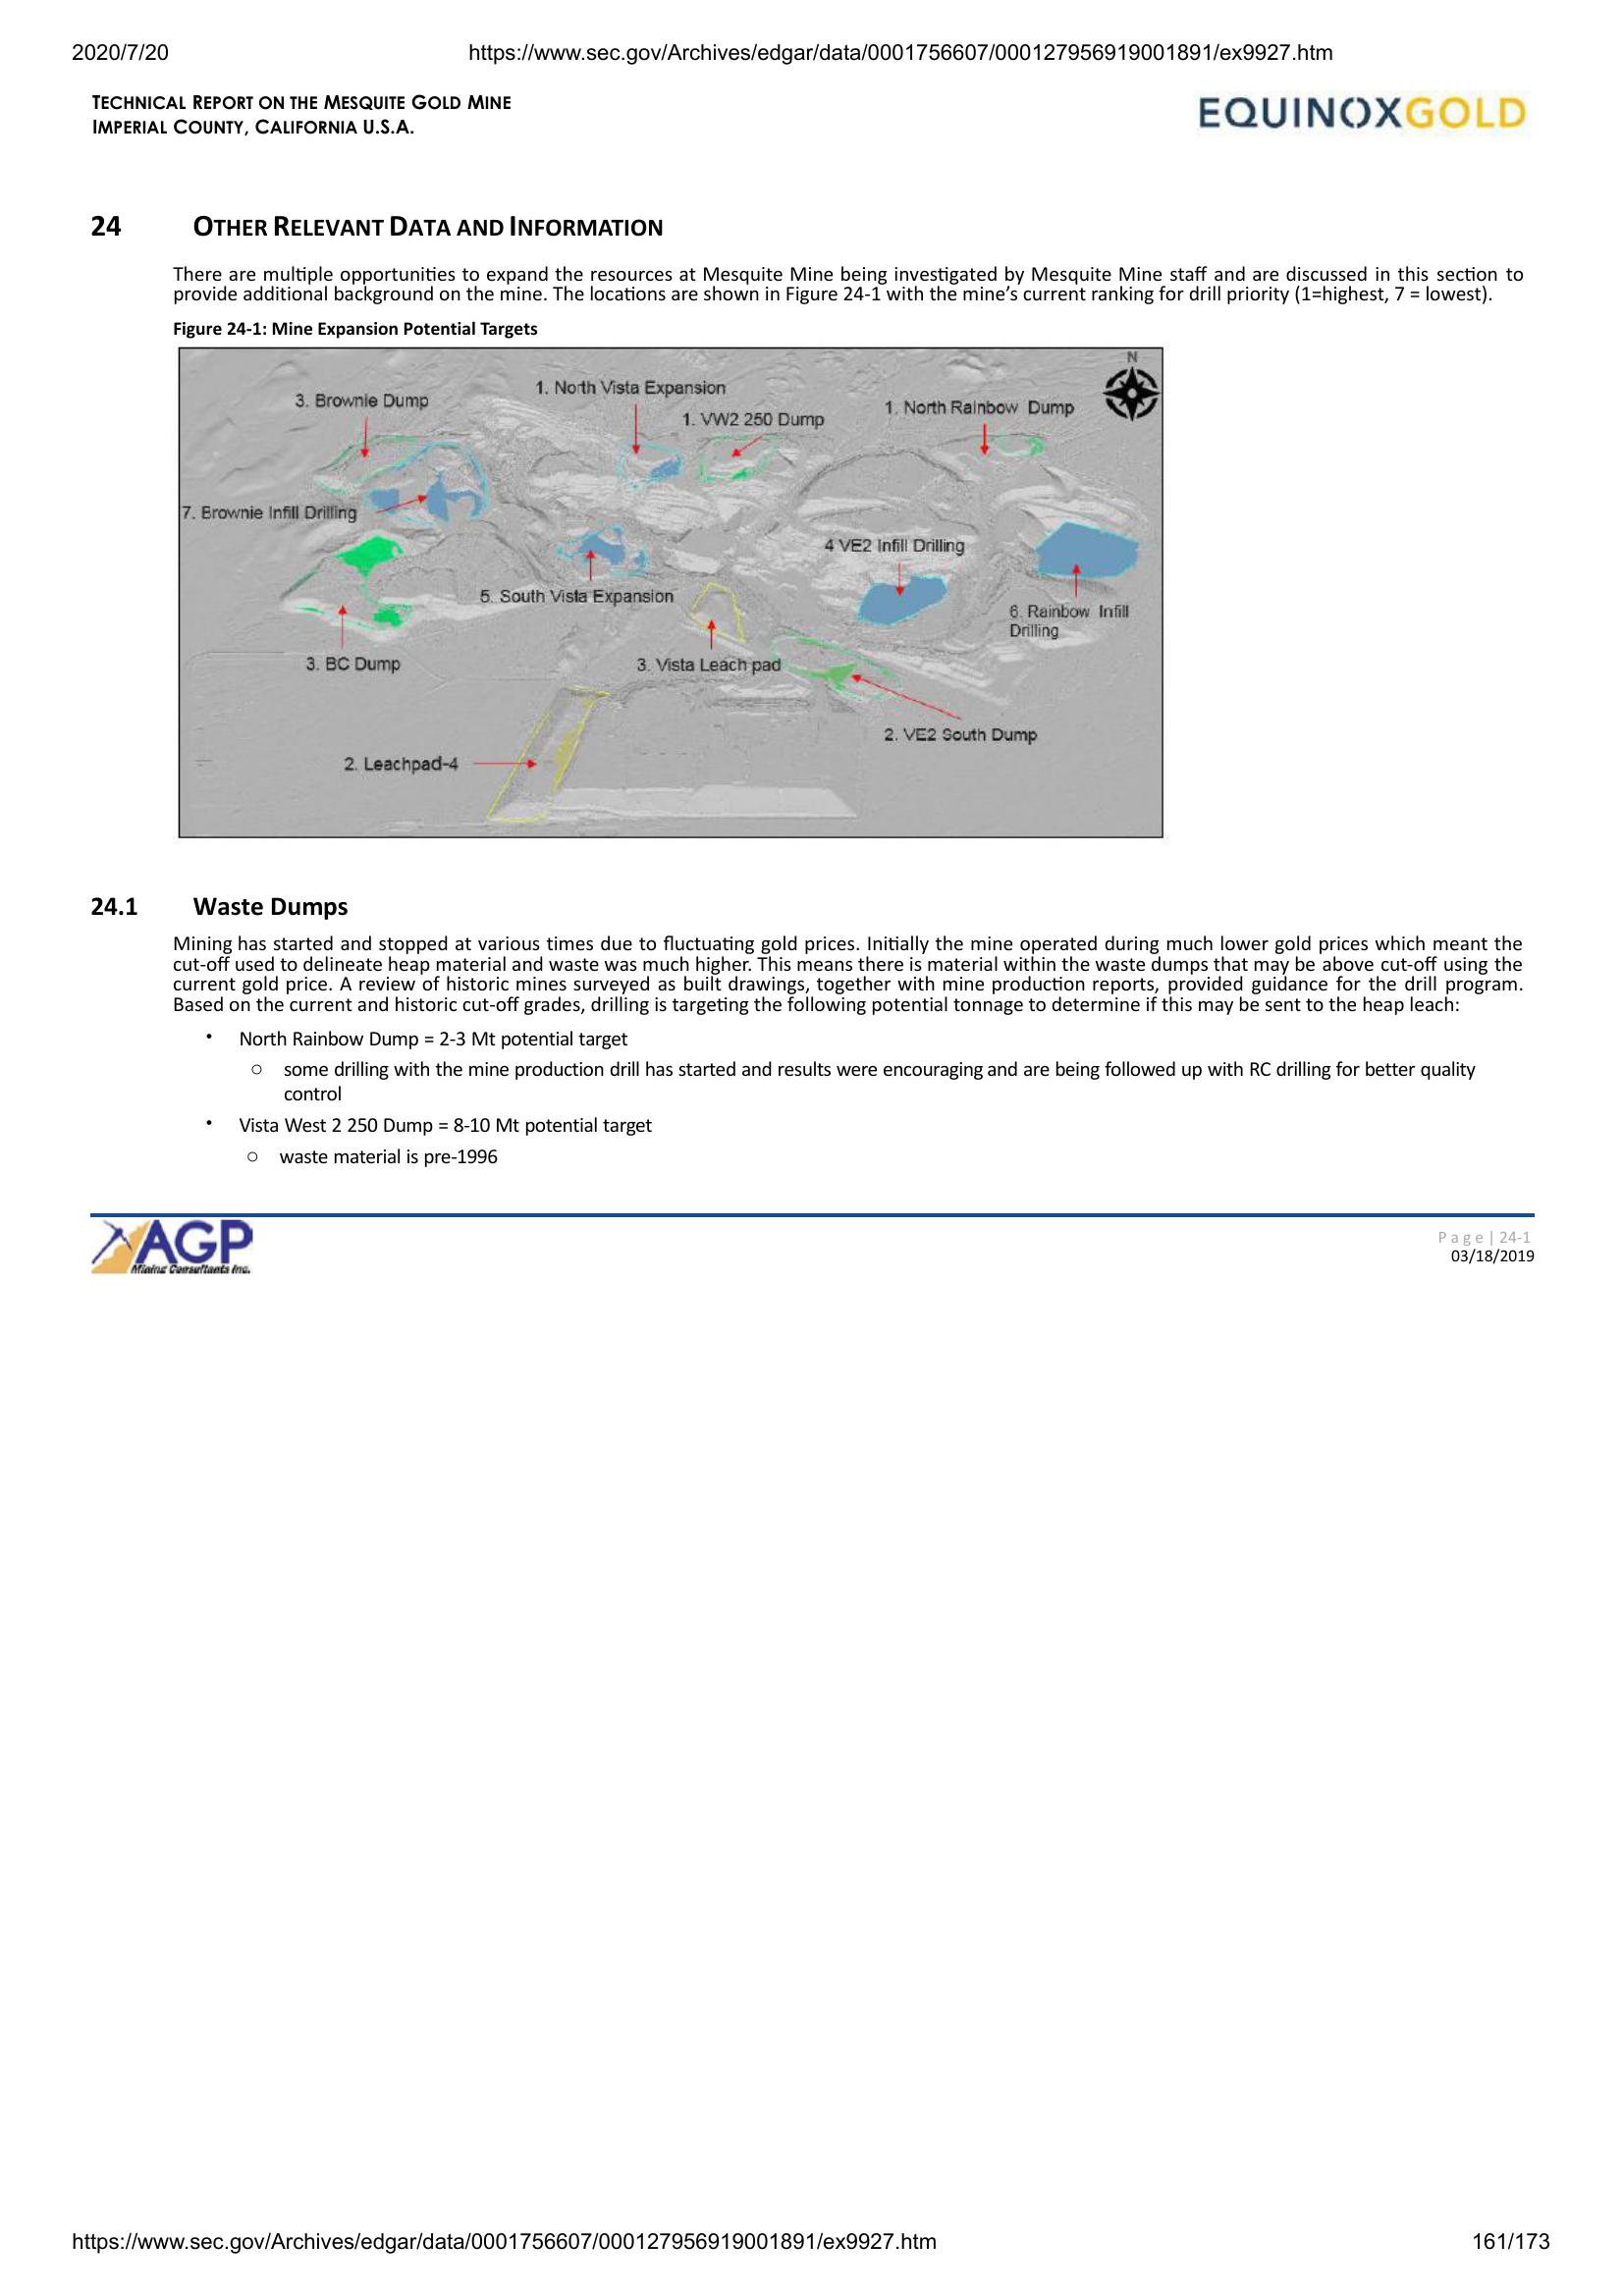 2020/7/20 https://www.sec.gov/Archives/edgar/data/0001756607/000127956919001891/ex9927.htm
TECHNICAL REPORT ON THE MESQUITE GOLD MINE
IMPERIAL COUNTY, CALIFORNIA U.S.A.
EQUINOXGOLD
24 OTHER RELEVANT DATA AND INFORMATION
There are multiple opportunities to expand the resources at Mesquite Mine being investigated by Mesquite Mine staff and are discussed in this section to
provide additional background on the mine. The locations are shown in Figure 24-1 with the mine's current ranking for drill priority (1=highest, 7 = lowest).
Figure 24-1: Mine Expansion Potential Targets
N
3. Brownie Dump
1. North Vista Expansion
1. VW2 250 Dump
1. North Rainbow Dump
7. Brownie Infill Drilling
4 VE2 Infill Drilling
5. South Vista Expansion
6. Rainbow Infill
Drilling
3. BC Dump
3. Vista Leach pad
2. VE2 South Dump
2. Leachpad-4
24.1 Waste Dumps
Mining has started and stopped at various times due to fluctuating gold prices. Initially the mine operated during much lower gold prices which meant the
cut-off used to delineate heap material and waste was much higher. This means there is material within the waste dumps that may be above cut-off using the
current gold price. A review of historic mines surveyed as built drawings, together with mine production reports, provided guidance for the drill program.
Based on the current and historic cut-off grades, drilling is targeting the following potential tonnage to determine if this may be sent to the heap leach:
• North Rainbow Dump = 2-3 Mt potential target
○ some drilling with the mine production drill has started and results were encouraging and are being followed up with RC drilling for better quality
control
• Vista West 2 250 Dump = 8-10 Mt potential target
○ waste material is pre-1996
AGP
Mining Consultants Inc.
Page | 24-1
03/18/2019
https://www.sec.gov/Archives/edgar/data/0001756607/000127956919001891/ex9927.htm 161/173